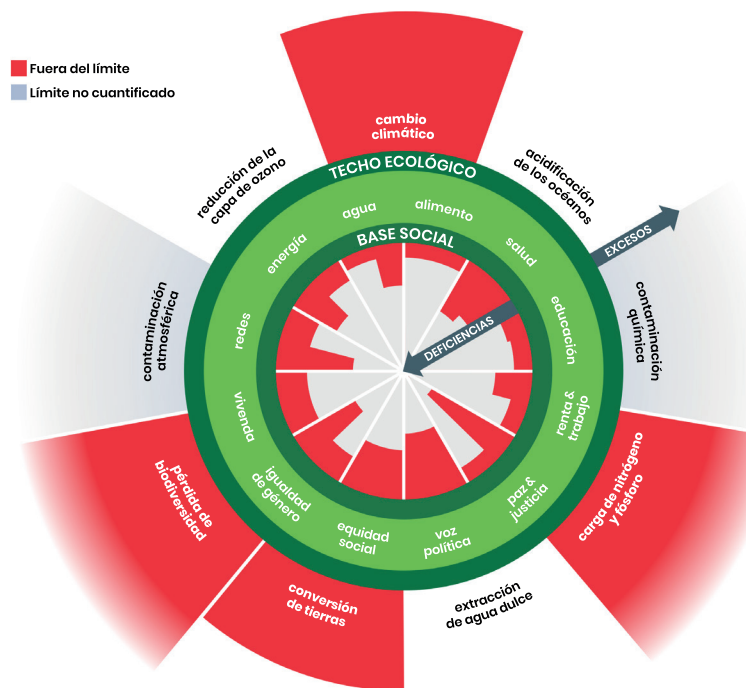 Fuera del límite
Límite no cuantificado
cambio
climático
reducción de la
capa de ozono
acidificación
de los océanos
TECHO ECOLÓGICO
agua
alimento
energía
salud
BASE SOCIAL
EXCESOS
contaminación
atmosférica
redes
DEFICIENCIAS
educación
contaminación
química
vivenda
renta &
trabajo
pérdida de
biodiversidad
igualdad
de género
equidad
social
voz
política
paz &
justicia
carga de nitrógeno
y fósforo
conversión
de tierras
extracción
de agua dulce